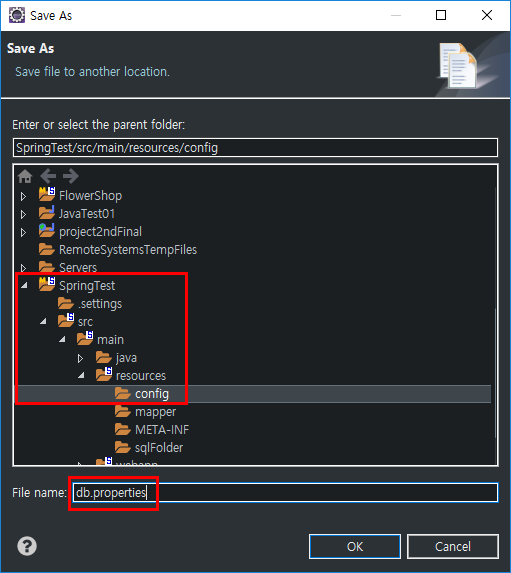 Save As
Save As
Save file to another location.
Enter or select the parent folder:
SpringTest/src/main/resources/config
FlowerShop
JavaTest01
project2ndFinal
RemoteSystemsTempFiles
Servers
SpringTest
.settings
src
main
java
resources
config
mapper
META-INF
sqlFolder
webapp
File name: db.properties
OK Cancel